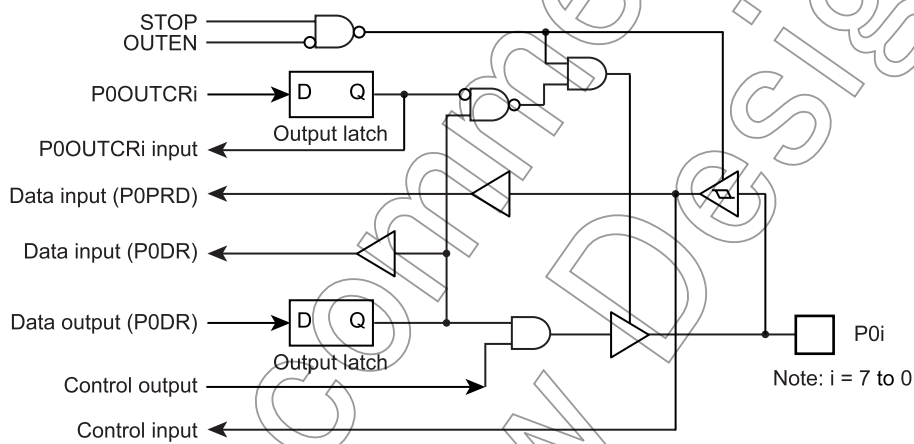 STOP
OUTEN
P0OUTCRi
D Q
Output latch
P0OUTCRi input
Data input (P0PRD)
Data input (P0DR)
Data output (P0DR)
D Q
Output latch
Control output
Control input
P0i
Note: i = 7 to 0